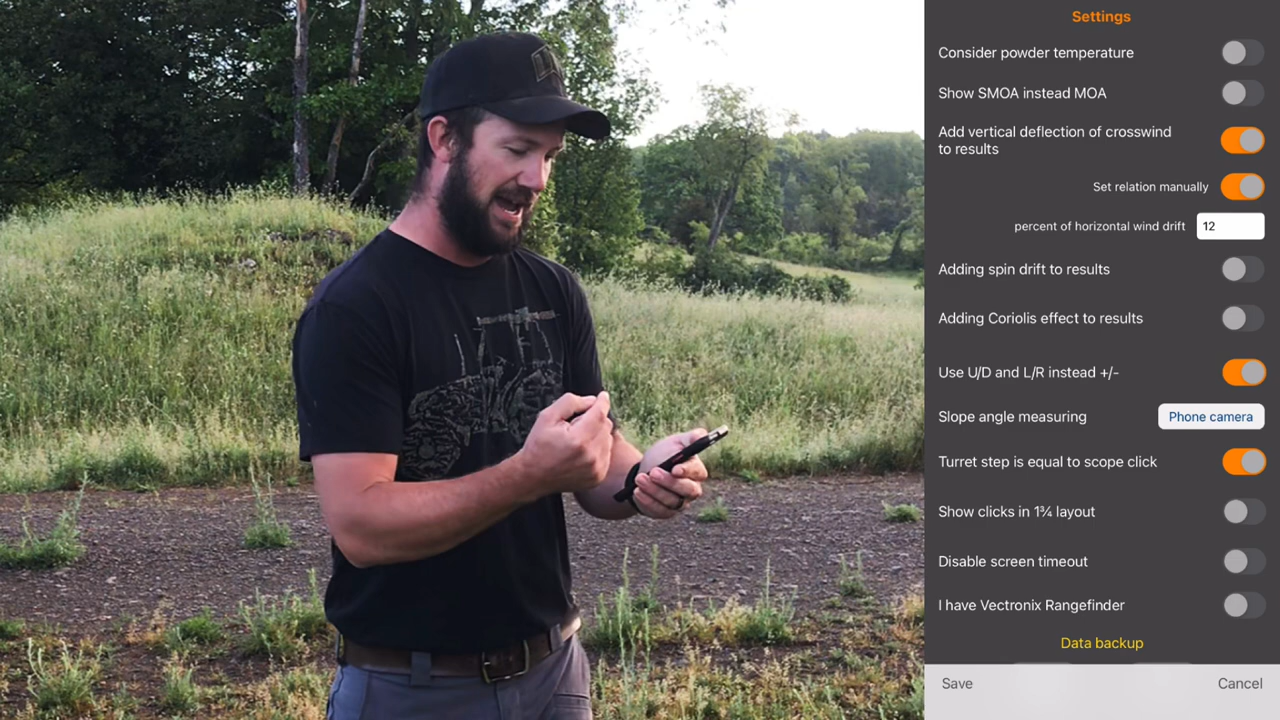 Settings
Consider powder temperature
Show SMOA instead MOA
Add vertical deflection of crosswind
to results
Set relation manually
percent of horizontal wind drift 12
Adding spin drift to results
Adding Coriolis effect to results
Use U/D and L/R instead +/-
Slope angle measuring Phone camera
Turret step is equal to scope click
Show clicks in 1¾ layout
Disable screen timeout
I have Vectronix Rangefinder
Data backup
Save Cancel